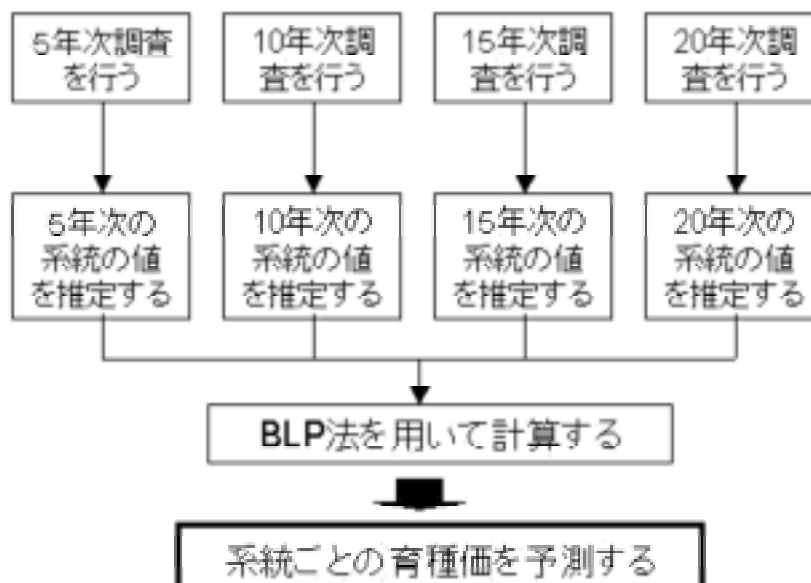 5年次調査
を行う
10年次調
査を行う
15年次調
査を行う
20年次調
査を行う
5年次の
系統の値
を推定する
10年次の
系統の値
を推定する
15年次の
系統の値
を推定する
20年次の
系統の値
を推定する
BLP法を用いて計算する
系統ごとの育種価を予測する